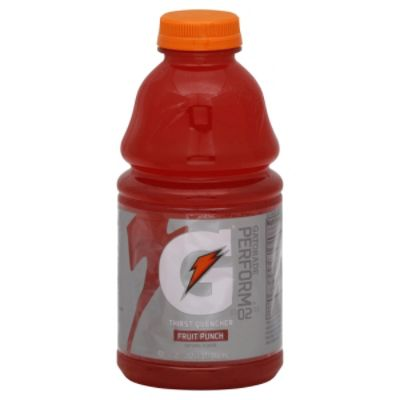 G
THIRST QUENCHER
FRUIT PUNCH
GATORADE
PERFORM 02